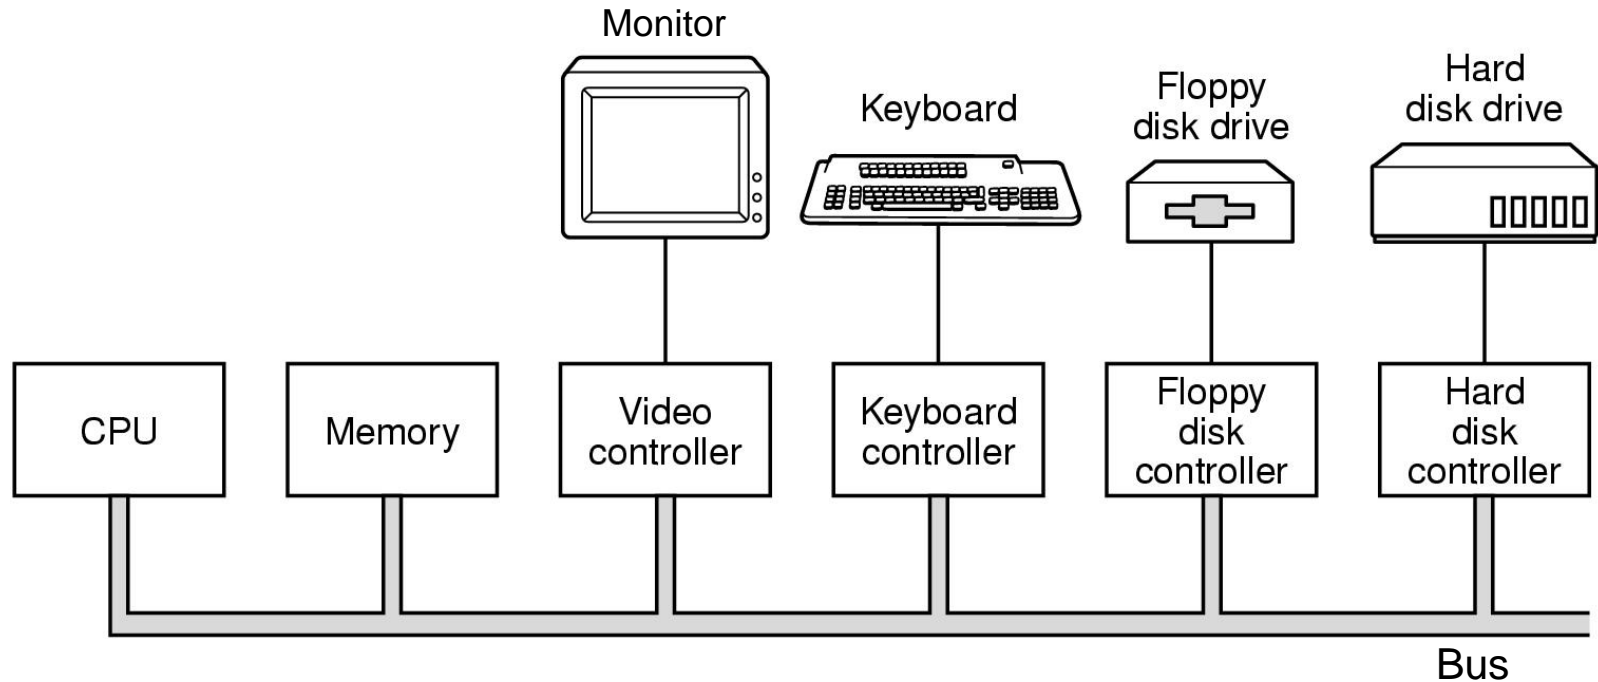 Monitor
Keyboard
Floppy
disk drive
Hard
disk drive
CPU
Memory
Video
controller
Keyboard
controller
Floppy
disk
controller
Hard
disk
controller
Bus